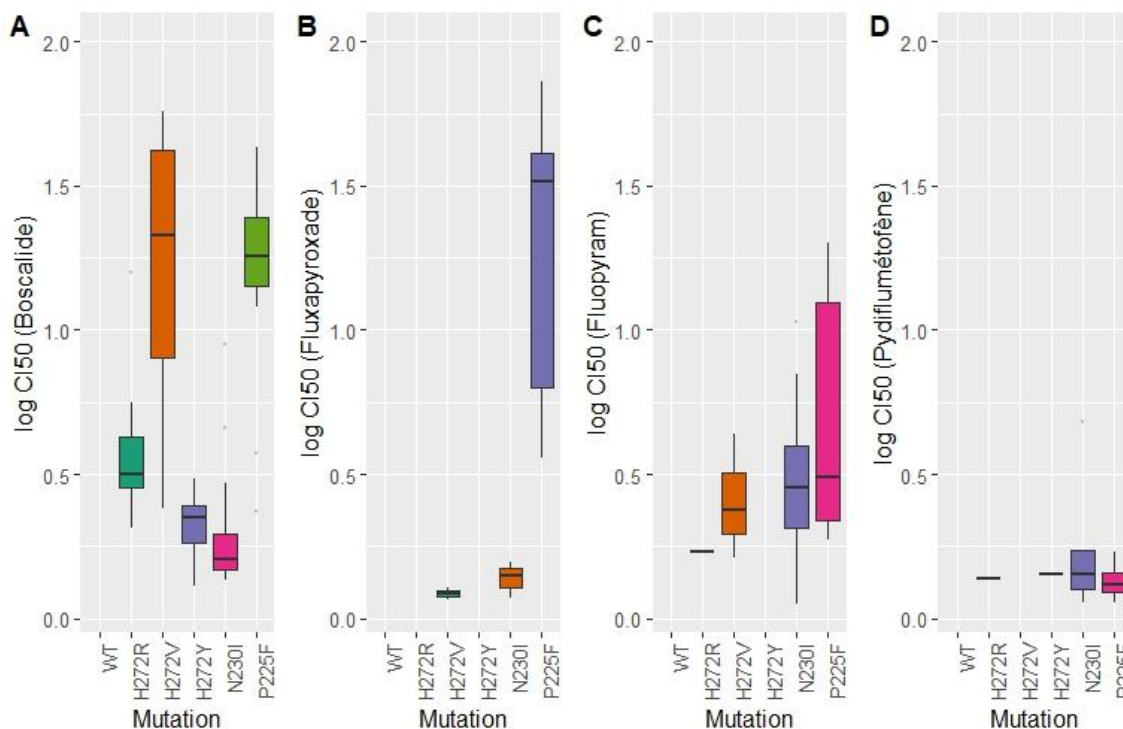 A
log CI50 (Boscalide)
2.0
1.5
1.0
0.5
0.0
WT
H272R
H272V
H272Y
N230I
P225F
Mutation
B
log CI50 (Fluxapyroxade)
2.0
1.5
1.0
0.5
0.0
WT
H272R
H272V
H272Y
N230I
P225F
Mutation
C
log CI50 (Fluopyram)
2.0
1.5
1.0
0.5
0.0
WT
H272R
H272V
H272Y
N230I
P225F
Mutation
D
log CI50 (Pydiflumétofène)
2.0
1.5
1.0
0.5
0.0
WT
H272R
H272V
H272Y
N230I
P225F
Mutation